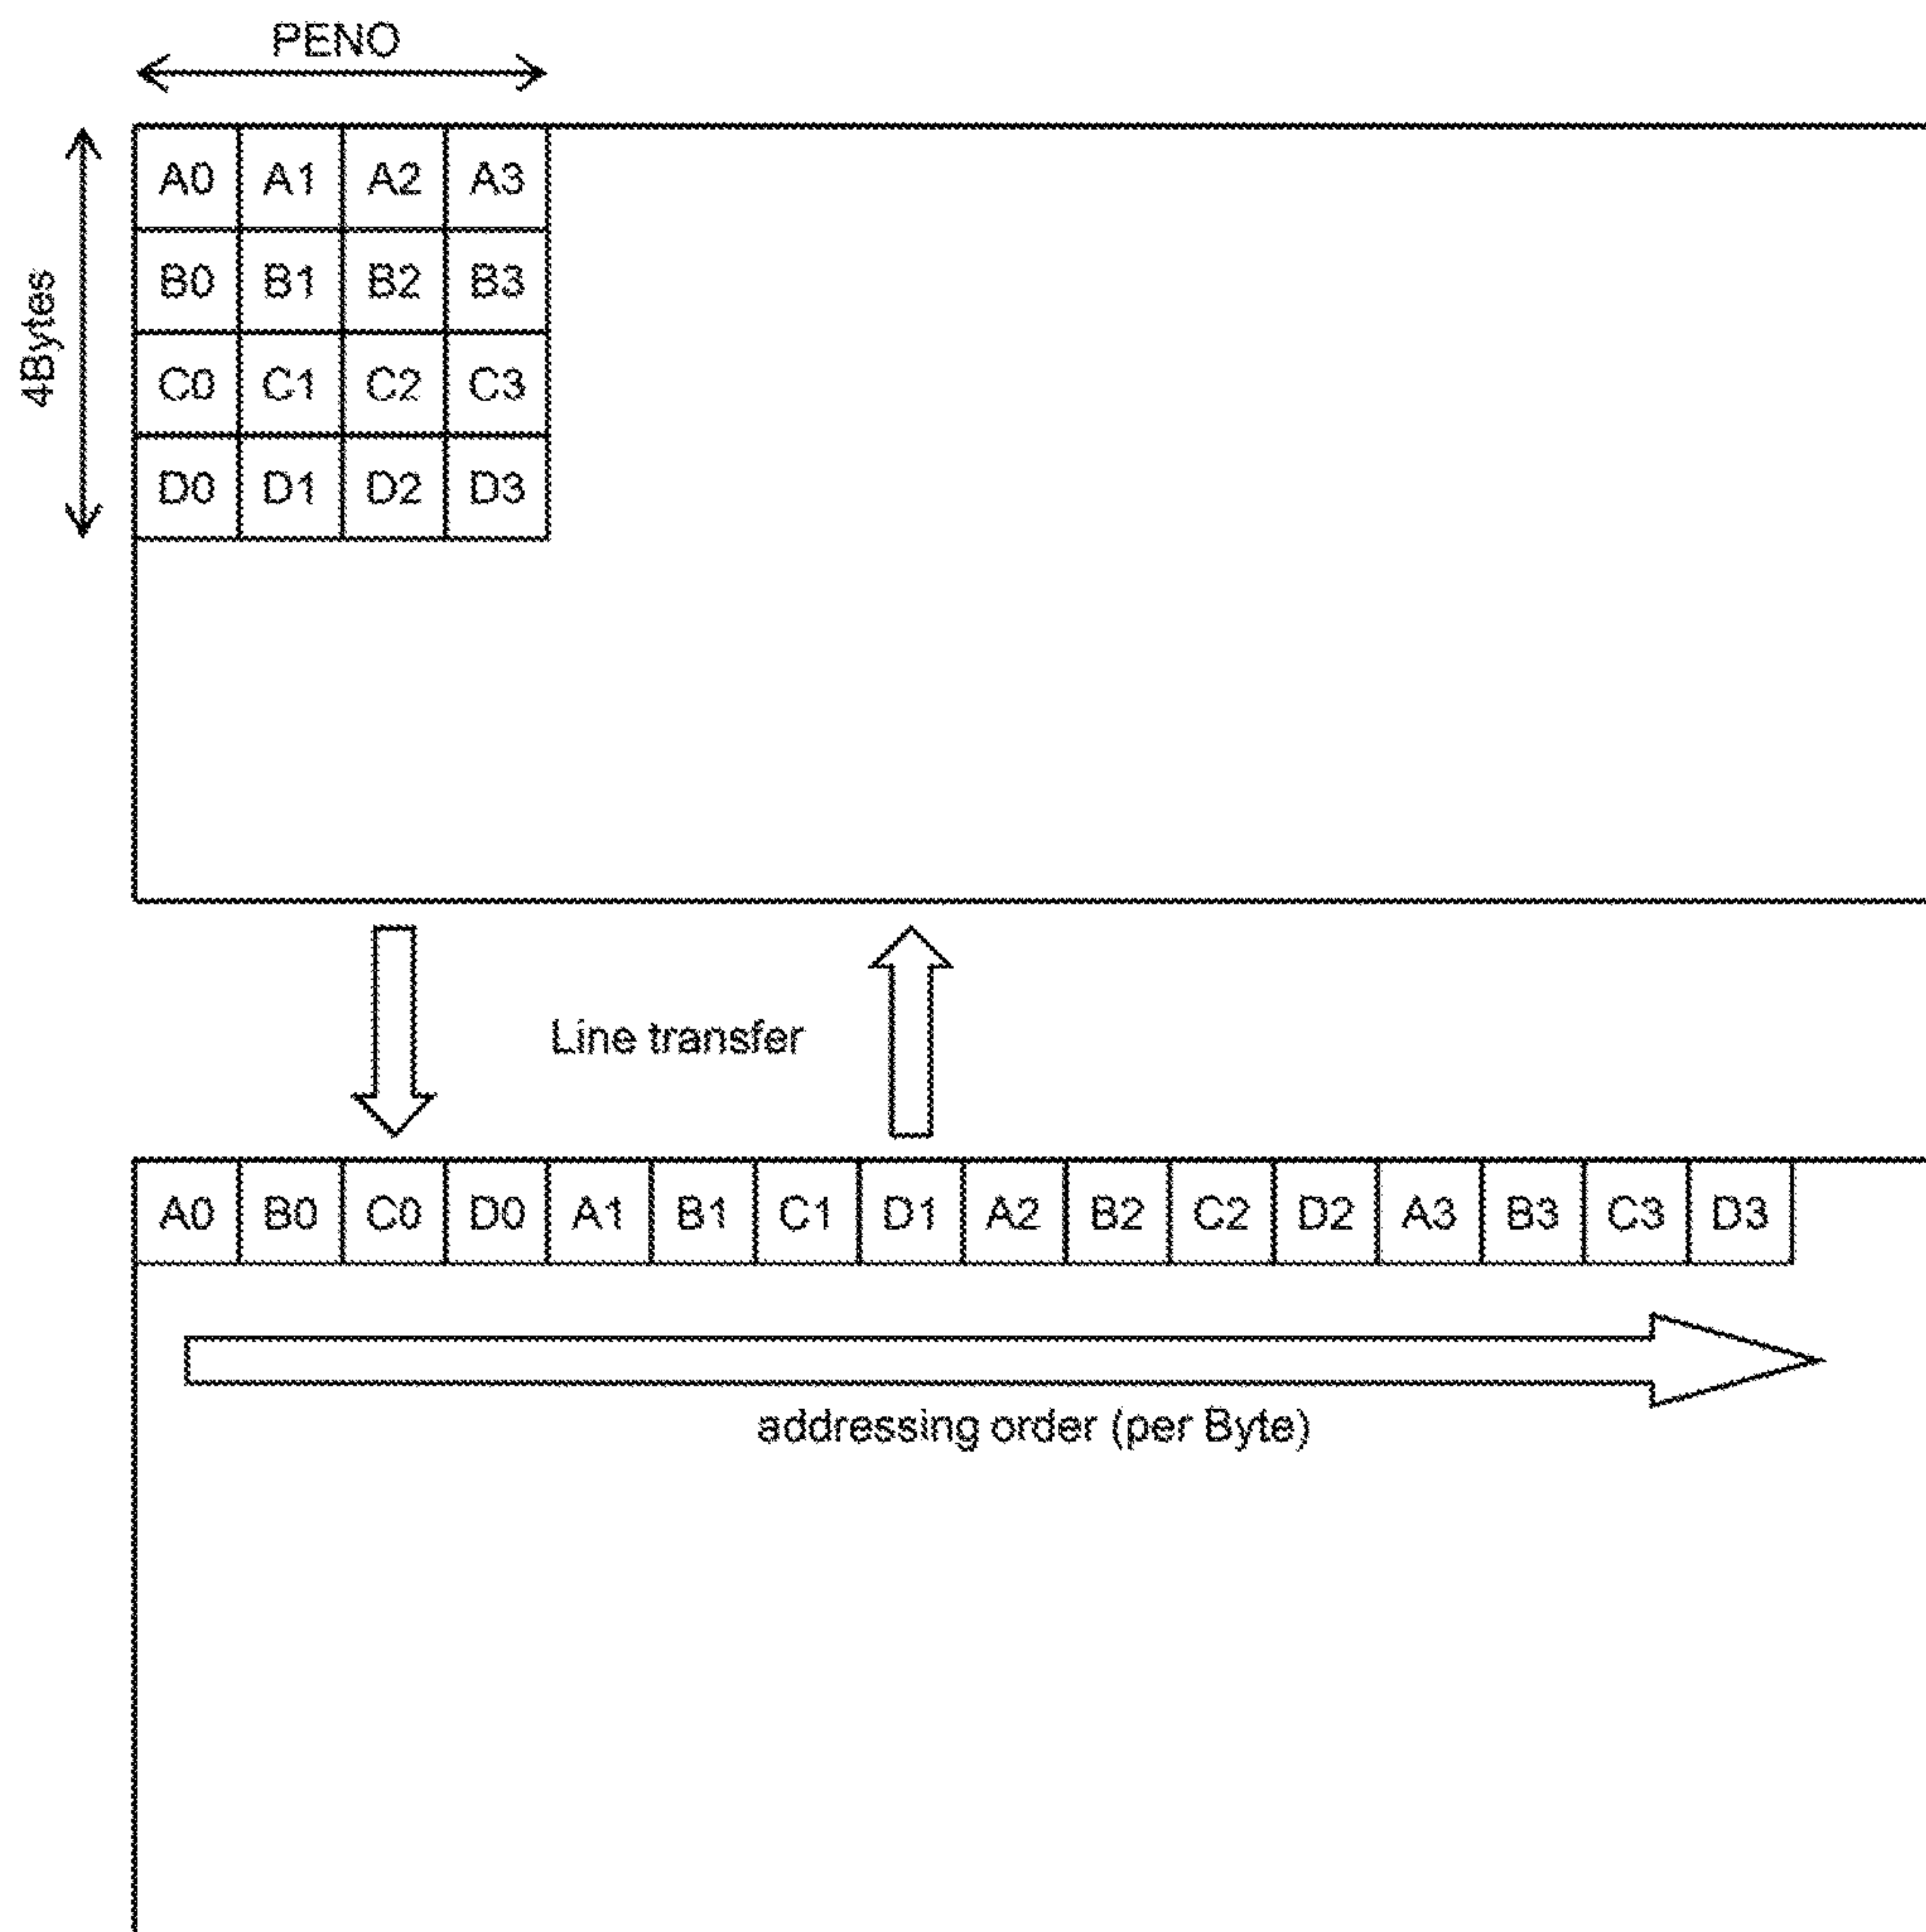 PENO
4Bytes
A0 A1 A2 A3
B0 B1 B2 B3
C0 C1 C2 C3
D0 D1 D2 D3
Line transfer
A0 B0 C0 D0 A1 B1 C1 D1 A2 B2 C2 D2 A3 B3 C3 D3
addressing order (per Byte)